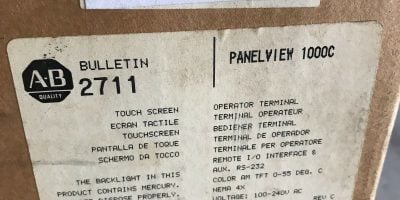 A-B
QUALITY
BULLETIN
2711
PANELVIEW 1000C
TOUCH SCREEN
ECRAN TACTILE
TOUCHSCREEN
PANTALLA DE TOQUE
SCHERMO DA TOCCO
OPERATOR TERMINAL
TERMINAL OPERATEUR
BEDIENER TERMINAL
TERMINAL DE OPERADOR
TERMINALE PER OPERATORE
REMOTE I/O INTERFACE &
AUX. RS-232
COLOR AM TFT 0-55 DEG. C
NEMA 4X
VOLTAGE: 100-240V AC
REV C
THE BACKLIGHT IN THIS
PRODUCT CONTAINS MERCURY.
DISPOSE PROPERLY.